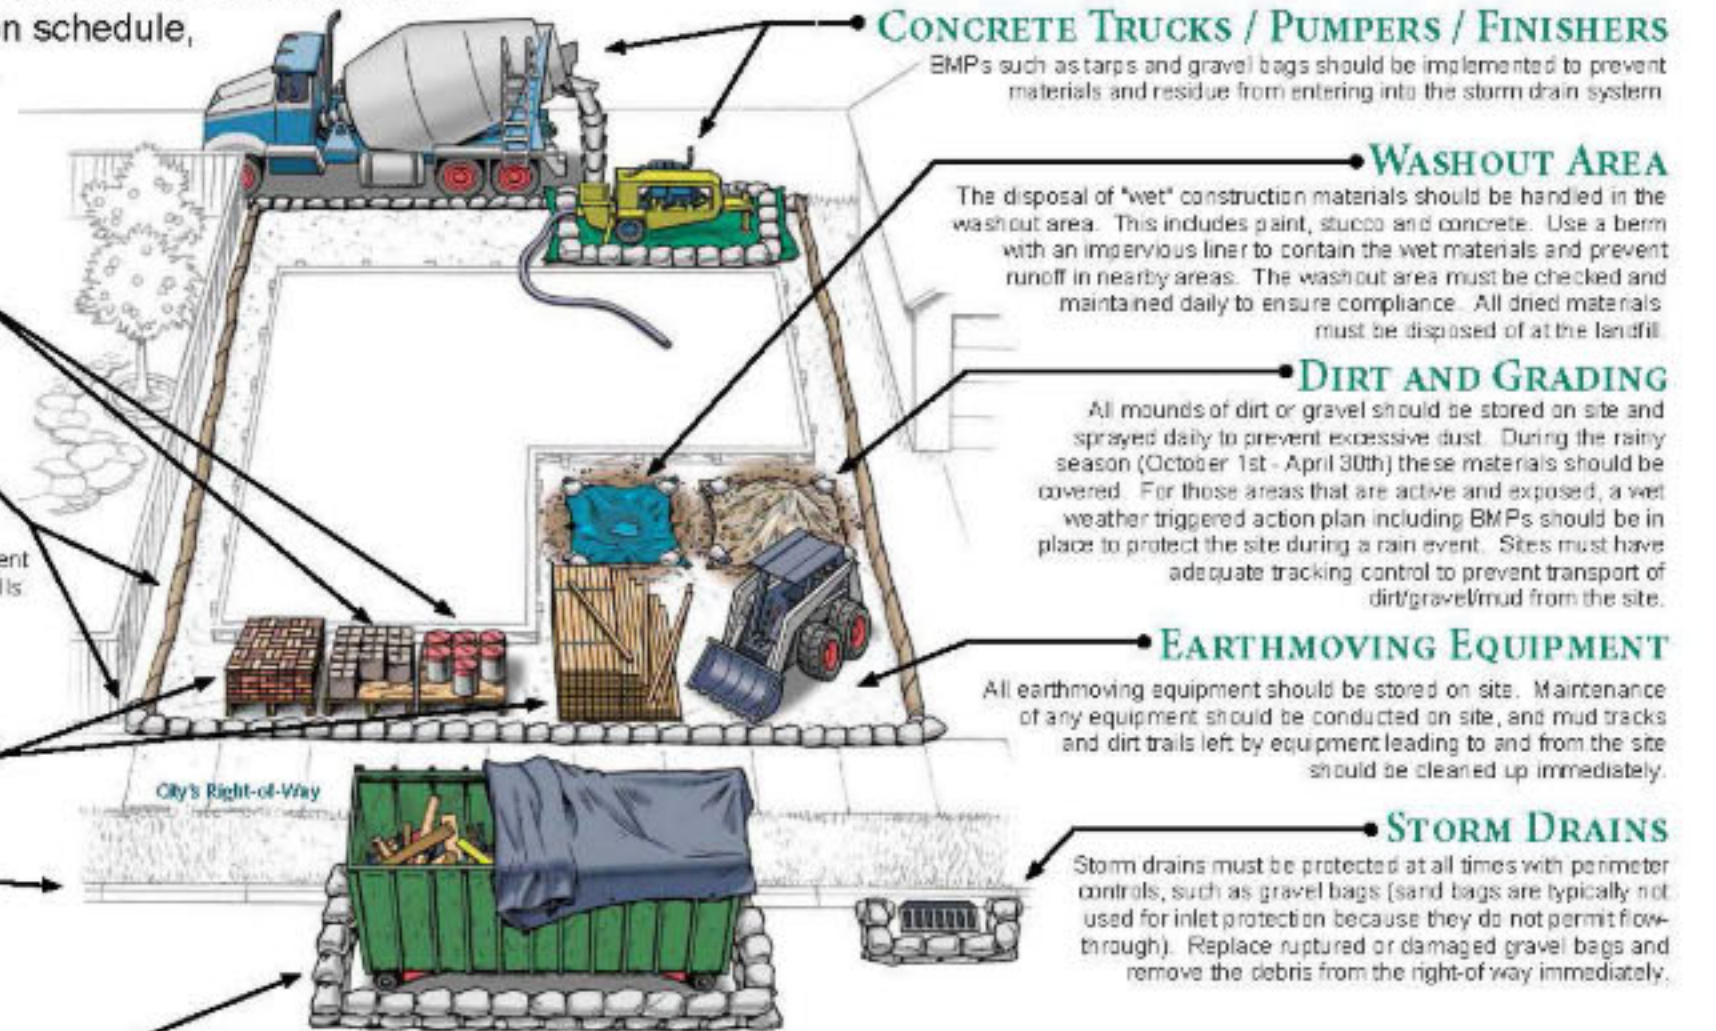 n schedule,
CONCRETE TRUCKS / PUMPERS / FINISHERS
BMPs such as tarps and gravel bags should be implemented to prevent
materials and residue from entering into the storm drain system
WASHOUT AREA
The disposal of "wet" construction materials should be handled in the
washout area. This includes paint, stucco and concrete. Use a berm
with an impervious liner to contain the wet materials and prevent
runoff in nearby areas. The washout area must be checked and
maintained daily to ensure compliance. All dried materials
must be disposed of at the landfill.
DIRT AND GRADING
All mounds of dirt or gravel should be stored on site and
sprayed daily to prevent excessive dust. During the rainy
season (October 1st - April 30th) these materials should be
covered. For those areas that are active and exposed, a wet
weather triggered action plan including BMPs should be in
place to protect the site during a rain event. Sites must have
adequate tracking control to prevent transport of
dirt/gravel/mud from the site.
ent
lls
EARTHMOVING EQUIPMENT
All earthmoving equipment should be stored on site. Maintenance
of any equipment should be conducted on site, and mud tracks
and dirt trails left by equipment leading to and from the site
should be cleaned up immediately.
City's Right-of-Way
STORM DRAINS
Storm drains must be protected at all times with perimeter
controls, such as gravel bags (sand bags are typically not
used for inlet protection because they do not permit flow-
through). Replace ruptured or damaged gravel bags and
remove the debris from the right-of way immediately.